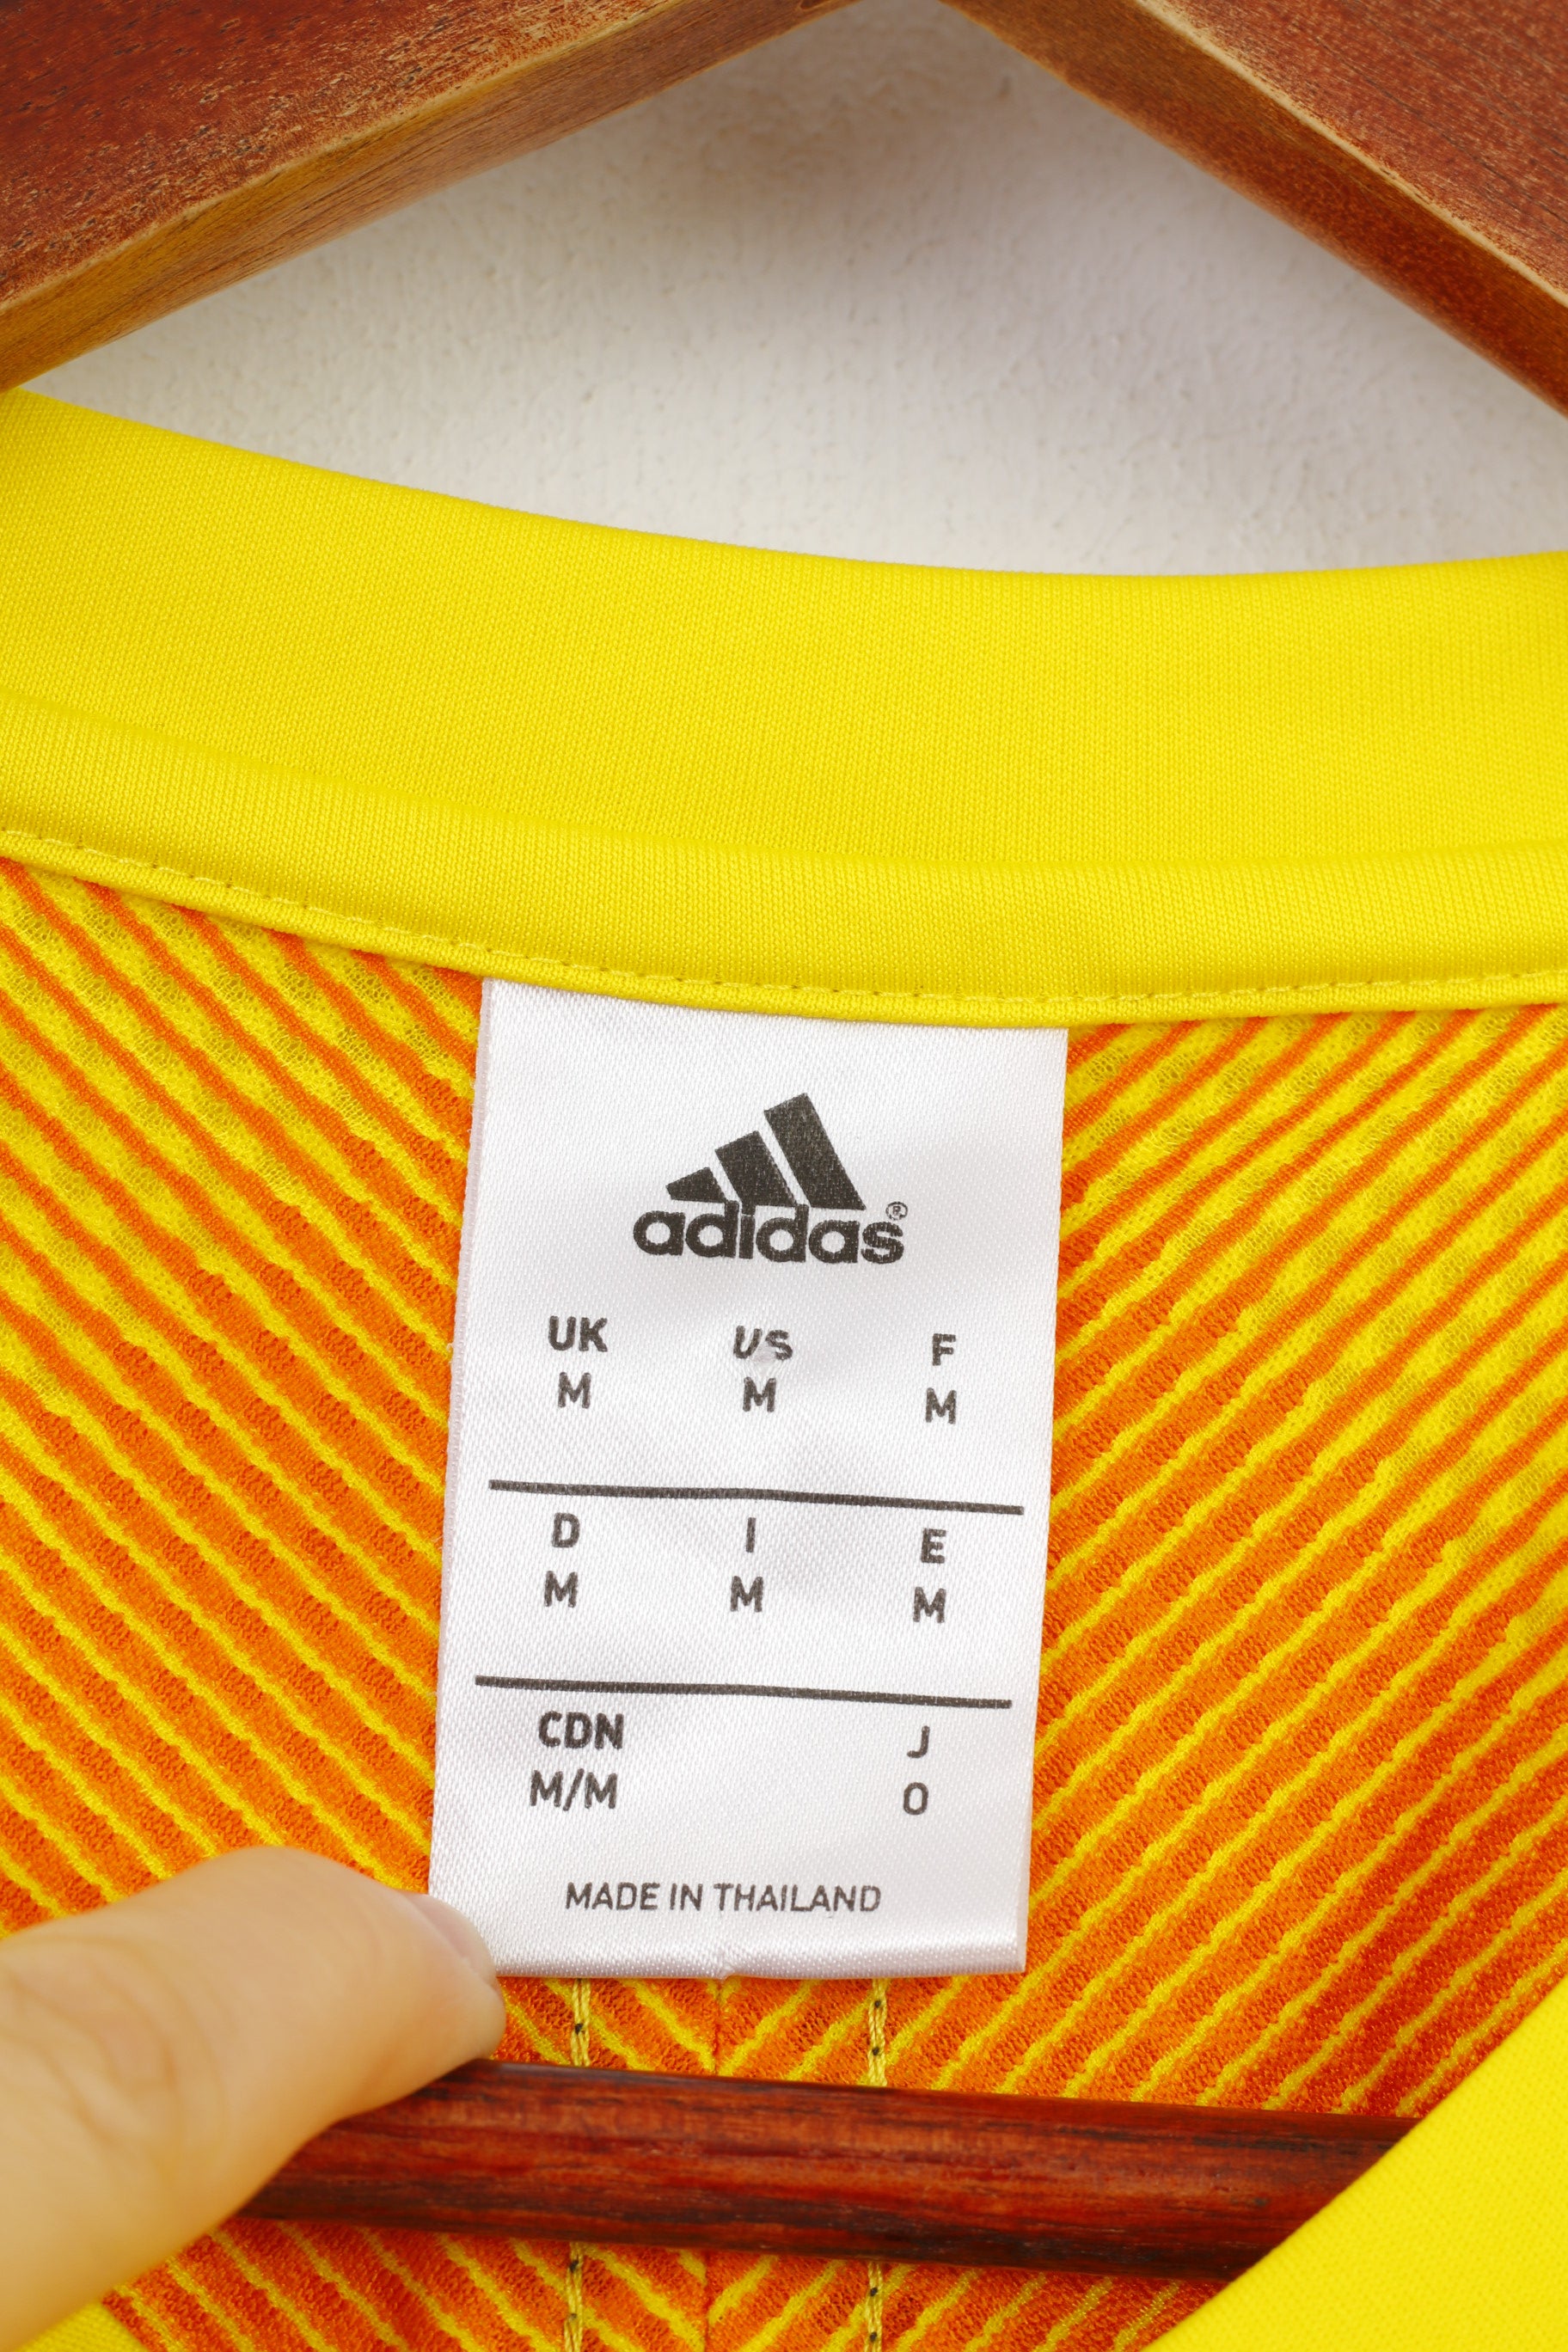 adidas®
UK US F
M M M
D I E
M M M
CDN J
M/M O
MADE IN THAILAND